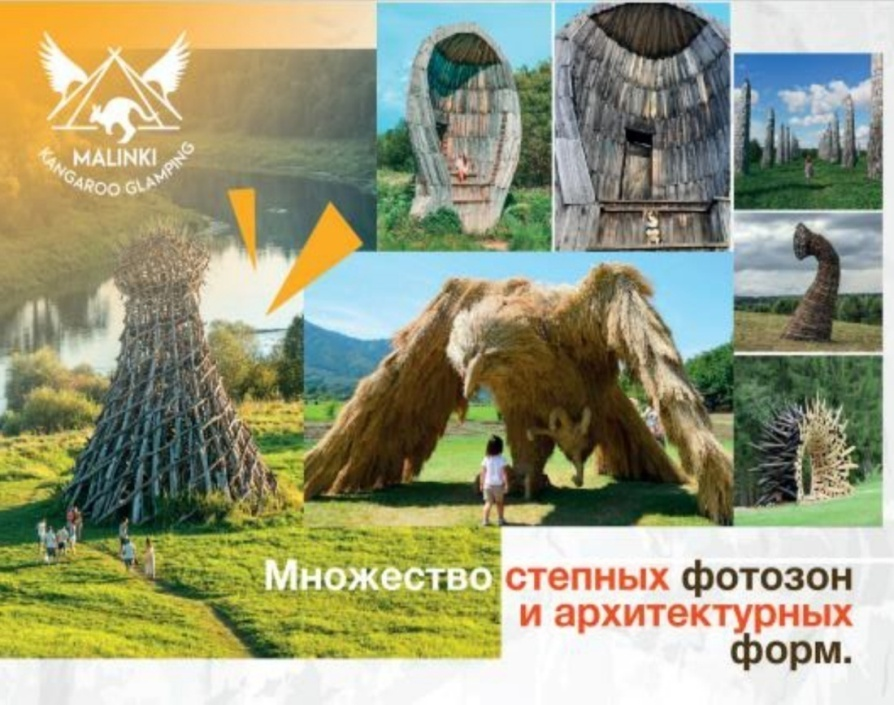 MALINKI
KANGAROO GLAMPING
Множество степных фотозон
и архитектурных
форм.